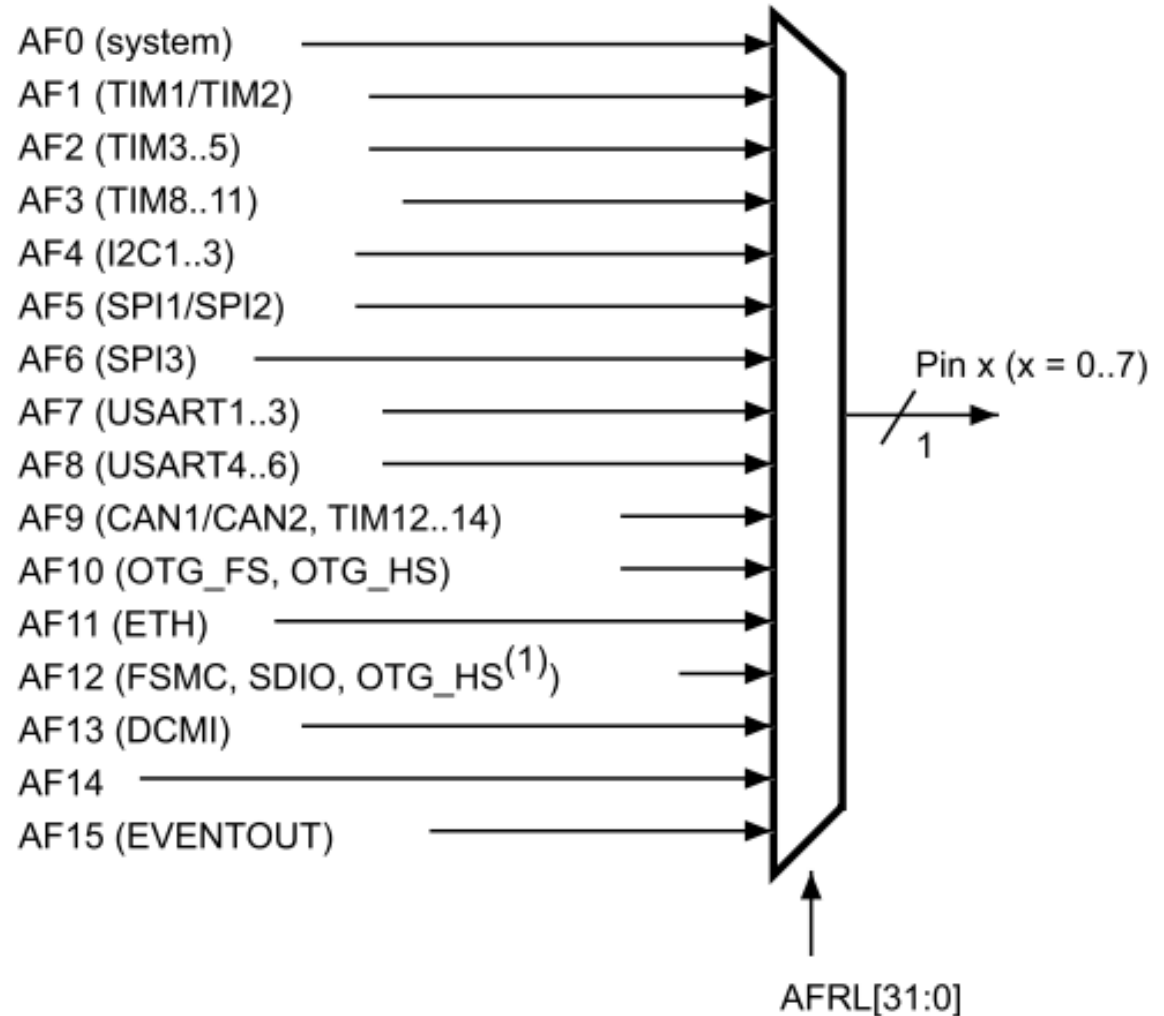 AF0 (system)
AF1 (TIM1/TIM2)
AF2 (TIM3..5)
AF3 (TIM8..11)
AF4 (I2C1..3)
AF5 (SPI1/SPI2)
AF6 (SPI3)
AF7 (USART1..3)
AF8 (USART4..6)
AF9 (CAN1/CAN2, TIM12..14)
AF10 (OTG_FS, OTG_HS)
AF11 (ETH)
AF12 (FSMC, SDIO, OTG_HS(1))
AF13 (DCMI)
AF14
AF15 (EVENTOUT)
Pin x (x = 0..7)
1
AFRL[31:0]